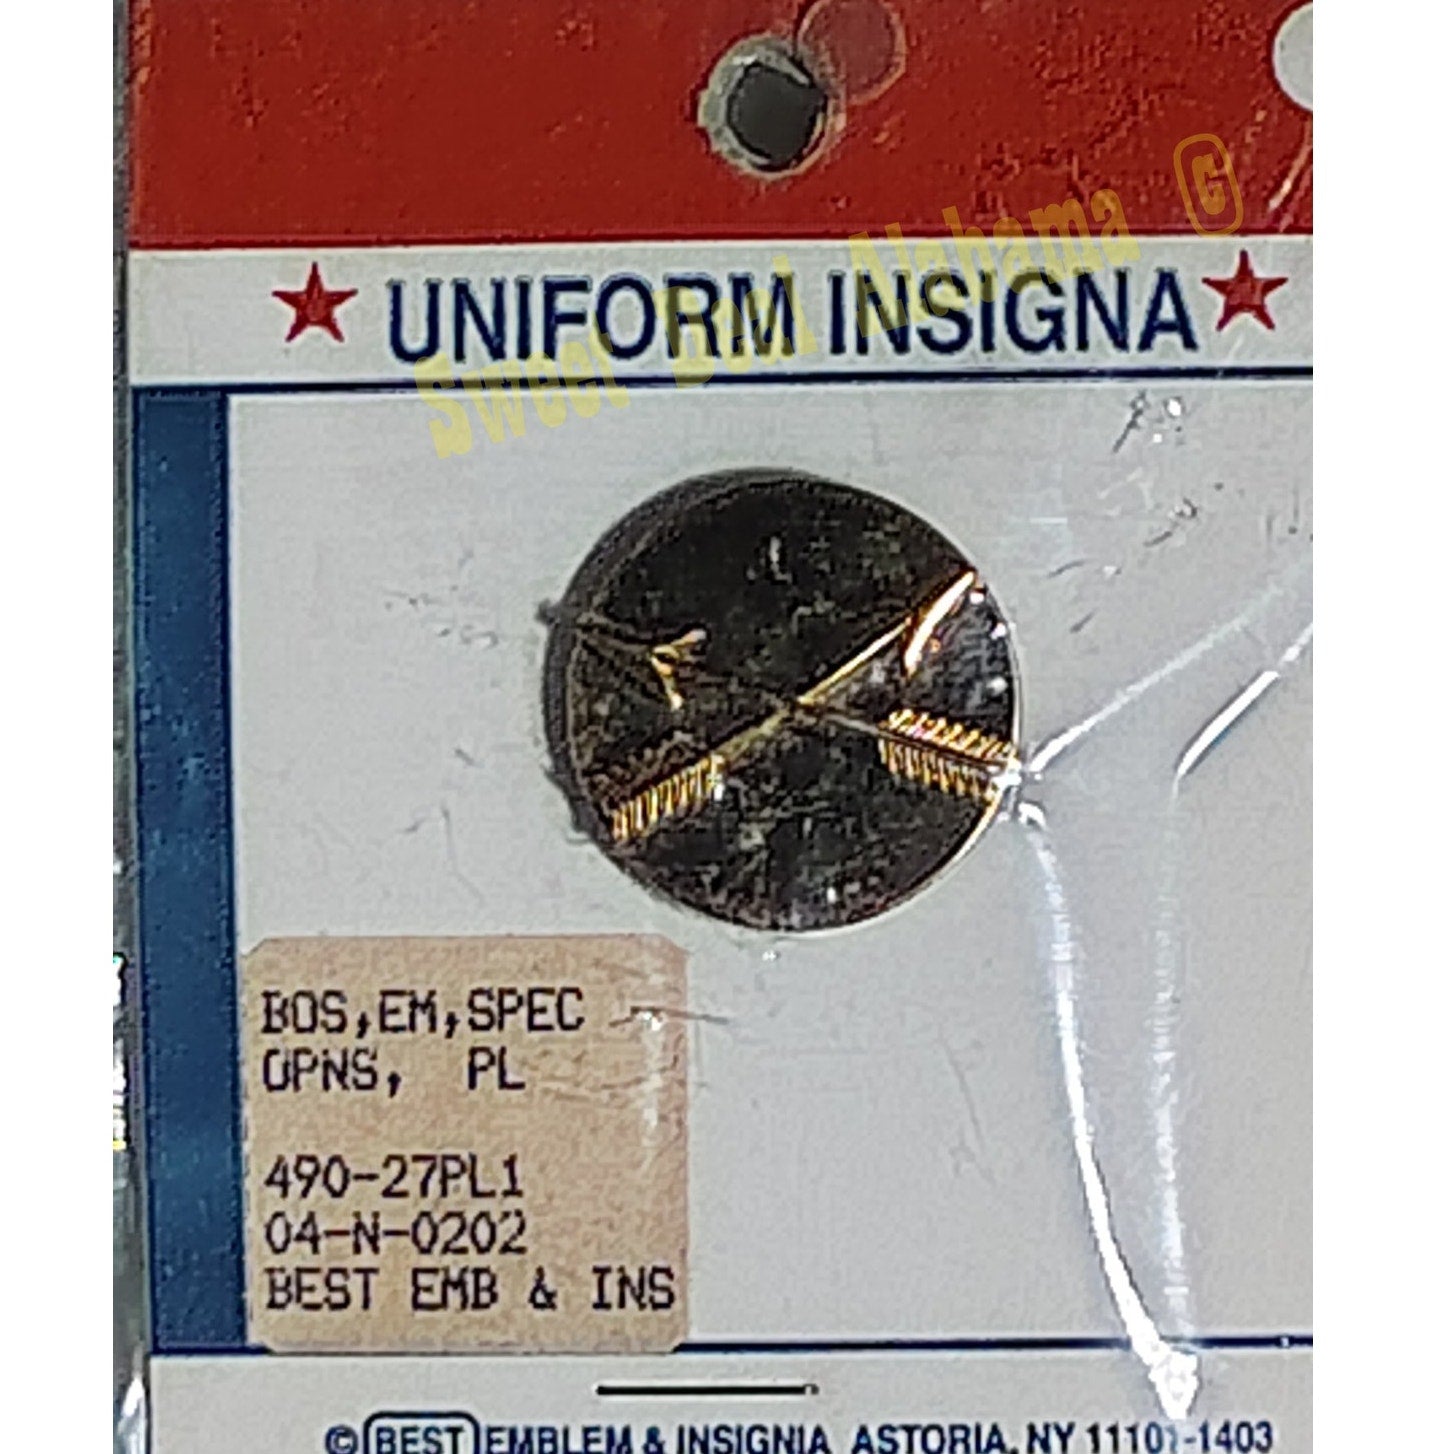 Sweet Beal Alabama ©
UNIFORM INSIGNA
BOS,EM,SPEC
OPNS, PL
490-27PL1
04-N-0202
BEST EMB & INS
© BEST EMBLEM & INSIGNIA ASTORIA, NY 11101-1403